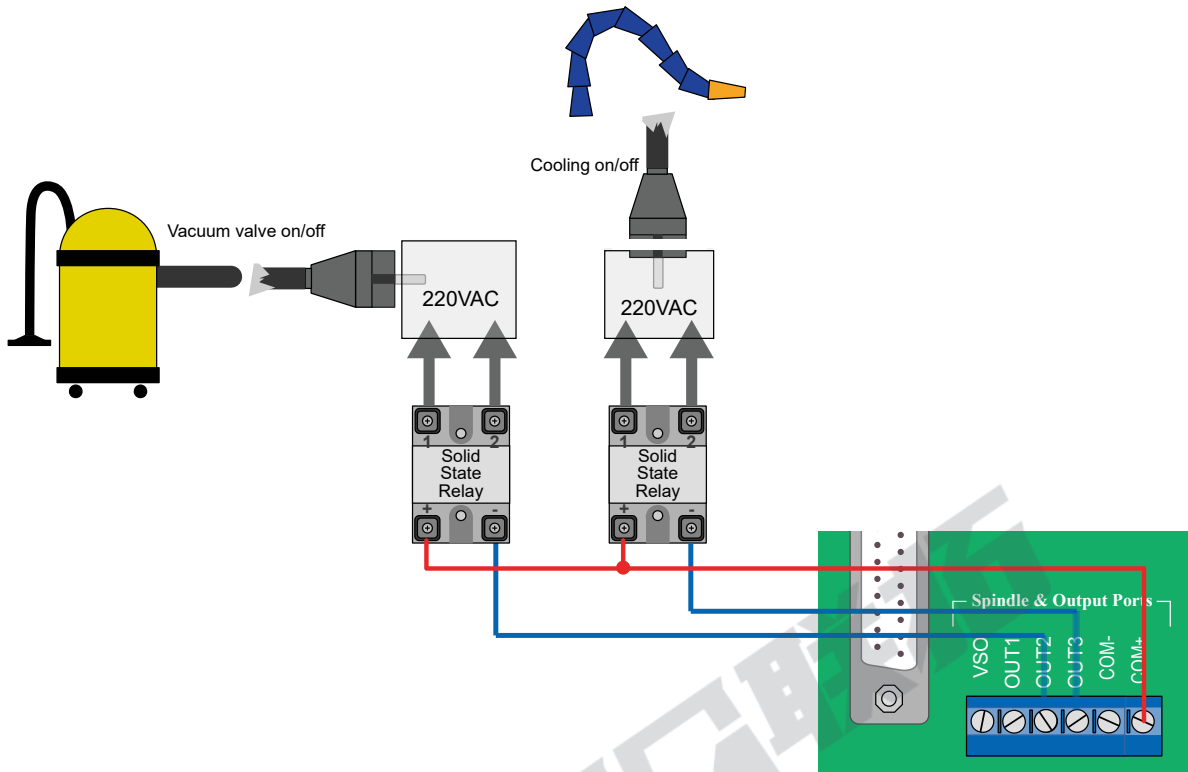 Cooling on/off
Vacuum valve on/off
220VAC
220VAC
1 2
Solid
State
Relay
+ -
1 2
Solid
State
Relay
+ -
Spindle & Output Ports
VSO
OUT1
OUT2
OUT3
COM-
COM+